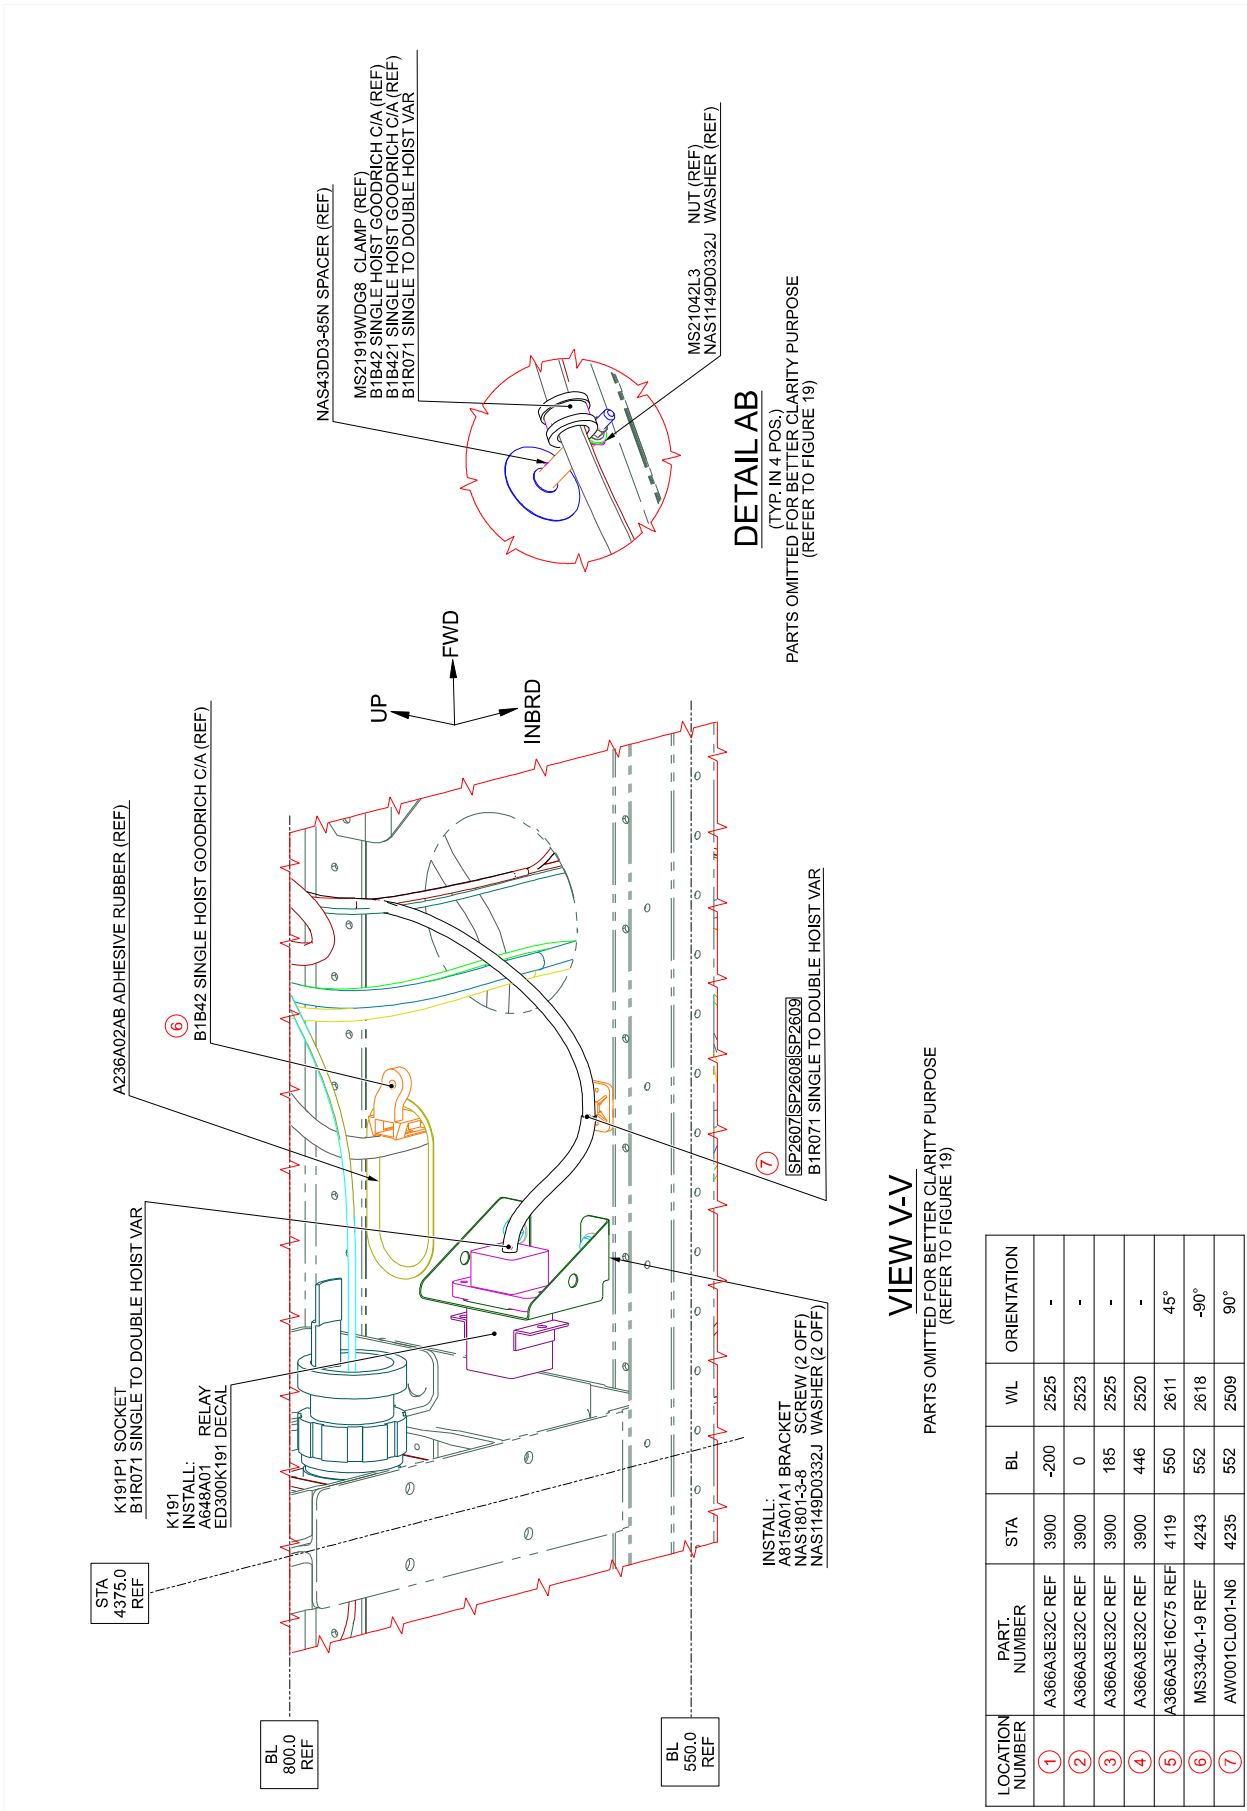 NAS43DD3-85N SPACER (REF)
MS21919WDG8 CLAMP (REF)
B1B42 SINGLE HOIST GOODRICH C/A (REF)
B1B421 SINGLE HOIST GOODRICH C/A (REF)
B1R071 SINGLE TO DOUBLE HOIST VAR
MS21042L3 NUT (REF)
NAS1149D0332J WASHER (REF)
DETAIL AB
(TYP. IN 4 POS.)
PARTS OMITTED FOR BETTER CLARITY PURPOSE
(REFER TO FIGURE 19)
UP
FWD
INBRD
A236A02AB ADHESIVE RUBBER (REF)
6
B1B42 SINGLE HOIST GOODRICH C/A (REF)
K191P1 SOCKET
B1R071 SINGLE TO DOUBLE HOIST VAR
K191
INSTALL:
A648A01 RELAY
ED300K191 DECAL
STA
4375.0
REF
BL
800.0
REF
BL
550.0
REF
7
SP2607 SP2608 SP2609
B1R071 SINGLE TO DOUBLE HOIST VAR
INSTALL:
A815A01A1 BRACKET
NAS1801-3-8 SCREW (2 OFF)
NAS1149D0332J WASHER (2 OFF)
VIEW V-V
PARTS OMITTED FOR BETTER CLARITY PURPOSE
(REFER TO FIGURE 19)
LOCATION NUMBER PART. NUMBER STA BL WL ORIENTATION
1 A366A3E32C REF 3900 -200 2525 -
2 A366A3E32C REF 3900 0 2523 -
3 A366A3E32C REF 3900 185 2525 -
4 A366A3E32C REF 3900 446 2520 -
5 A366A3E16C75 REF 4119 550 2611 45°
6 MS3340-1-9 REF 4243 552 2618 -90°
7 AW001CL001-N6 4235 552 2509 90°